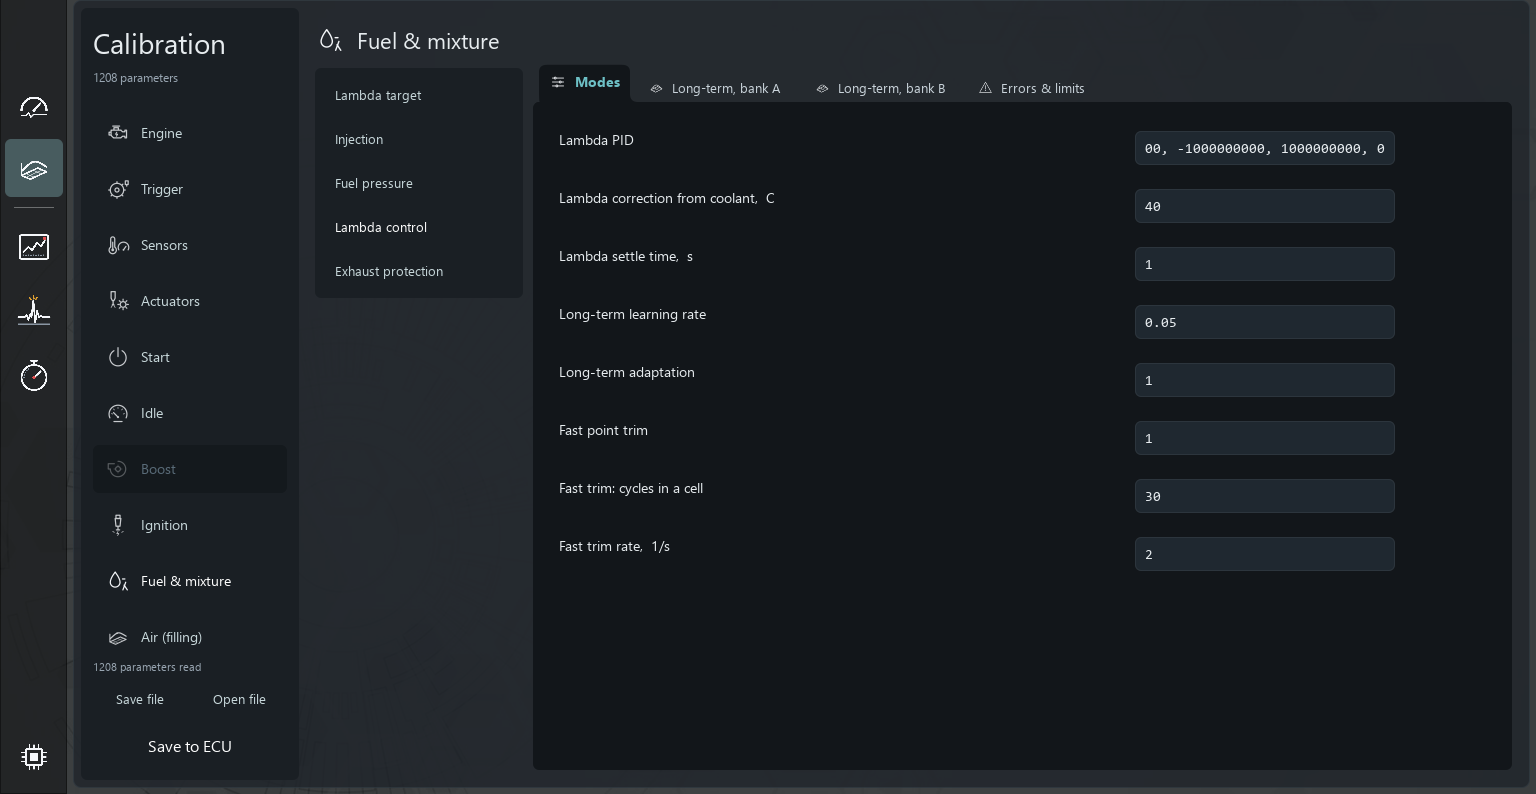 Calibration
1208 parameters
Engine
Trigger
Sensors
Actuators
Start
Idle
Boost
Ignition
Fuel & mixture
Air (filling)
1208 parameters read
Save file
Open file
Save to ECU
Fuel & mixture
Lambda target
Injection
Fuel pressure
Lambda control
Exhaust protection
Modes
Long-term, bank A
Long-term, bank B
Errors & limits
Lambda PID
00, -1000000000, 1000000000, 0
Lambda correction from coolant, C
40
Lambda settle time, s
1
Long-term learning rate
0.05
Long-term adaptation
1
Fast point trim
1
Fast trim: cycles in a cell
30
Fast trim rate, 1/s
2